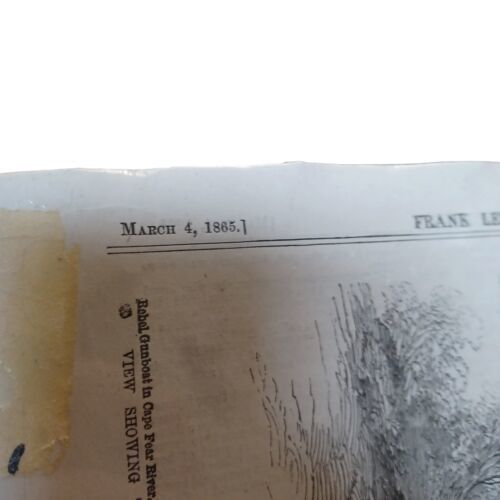 MARCH 4, 1865.]
FRANK LE
Rebel Gunboat in Cape Fear River.
VIEW SHOWING